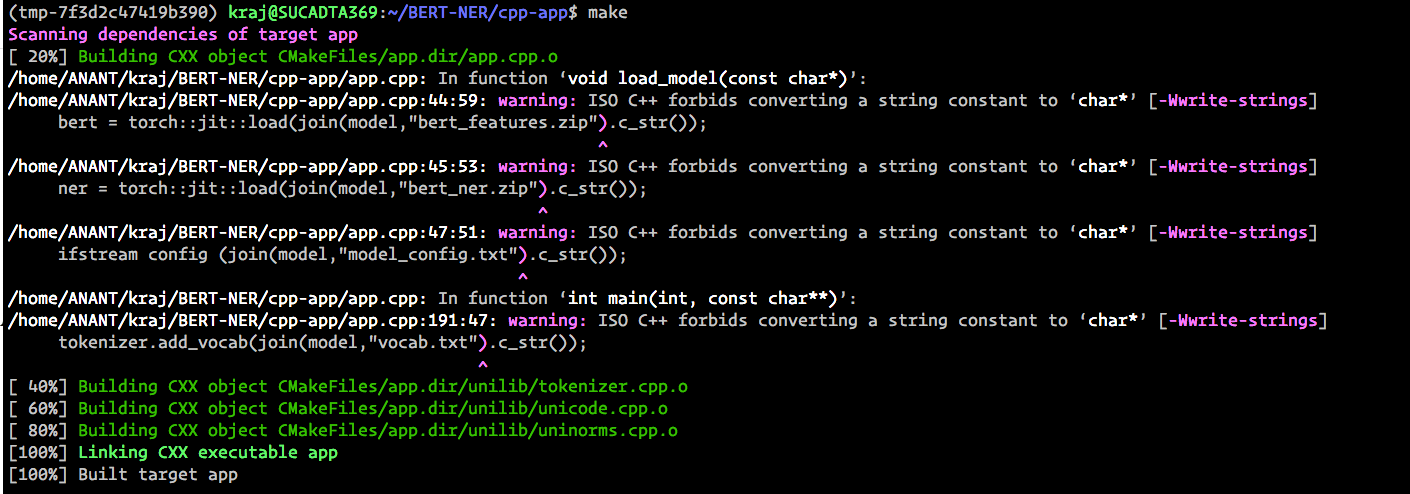 (tmp-7f3d2c47419b390) kraj@SUCADTA369:~/BERT-NER/cpp-app$ make
Scanning dependencies of target app
[ 20%] Building CXX object CMakeFiles/app.dir/app.cpp.o
/home/ANANT/kraj/BERT-NER/cpp-app/app.cpp: In function ‘void load_model(const char*)’:
/home/ANANT/kraj/BERT-NER/cpp-app/app.cpp:44:59: warning: ISO C++ forbids converting a string constant to ‘char*’ [-Wwrite-strings]
     bert = torch::jit::load(join(model,"bert_features.zip").c_str());
                                                           ^
/home/ANANT/kraj/BERT-NER/cpp-app/app.cpp:45:53: warning: ISO C++ forbids converting a string constant to ‘char*’ [-Wwrite-strings]
     ner = torch::jit::load(join(model,"bert_ner.zip").c_str());
                                                     ^
/home/ANANT/kraj/BERT-NER/cpp-app/app.cpp:47:51: warning: ISO C++ forbids converting a string constant to ‘char*’ [-Wwrite-strings]
     ifstream config (join(model,"model_config.txt").c_str());
                                                   ^
/home/ANANT/kraj/BERT-NER/cpp-app/app.cpp: In function ‘int main(int, const char**)’:
/home/ANANT/kraj/BERT-NER/cpp-app/app.cpp:191:47: warning: ISO C++ forbids converting a string constant to ‘char*’ [-Wwrite-strings]
     tokenizer.add_vocab(join(model,"vocab.txt").c_str());
                                               ^
[ 40%] Building CXX object CMakeFiles/app.dir/unilib/tokenizer.cpp.o
[ 60%] Building CXX object CMakeFiles/app.dir/unilib/unicode.cpp.o
[ 80%] Building CXX object CMakeFiles/app.dir/unilib/uninorms.cpp.o
[100%] Linking CXX executable app
[100%] Built target app